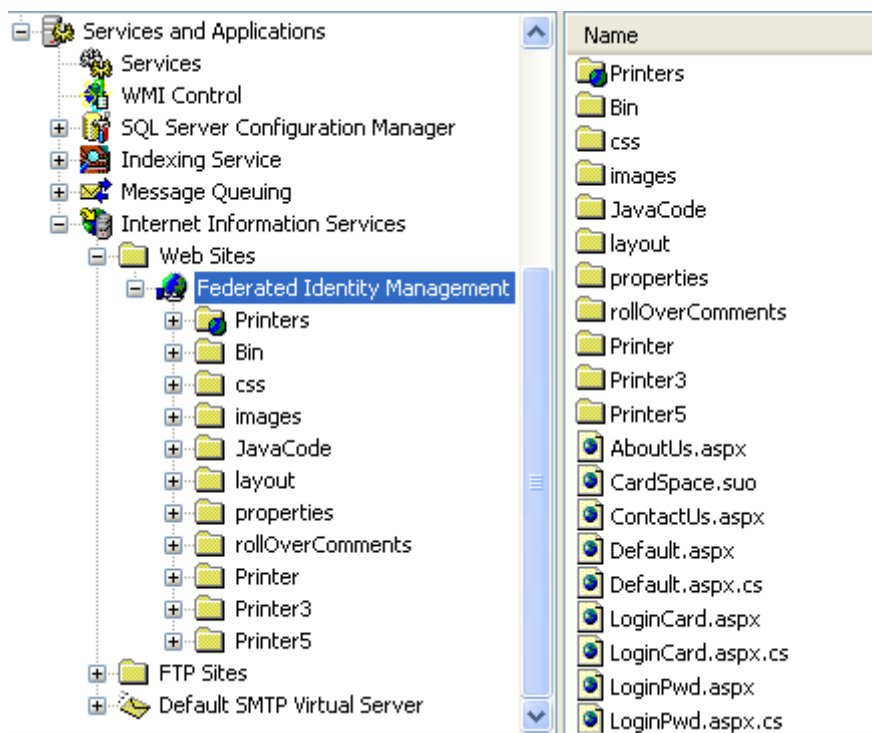 Services and Applications
Services
WMI Control
SQL Server Configuration Manager
Indexing Service
Message Queuing
Internet Information Services
Web Sites
Federated Identity Management
Printers
Bin
css
images
JavaCode
layout
properties
rollOverComments
Printer
Printer3
Printer5
FTP Sites
Default SMTP Virtual Server
Name
Printers
Bin
css
images
JavaCode
layout
properties
rollOverComments
Printer
Printer3
Printer5
AboutUs.aspx
CardSpace.suo
ContactUs.aspx
Default.aspx
Default.aspx.cs
LoginCard.aspx
LoginCard.aspx.cs
LoginPwd.aspx
LoginPwd.aspx.cs